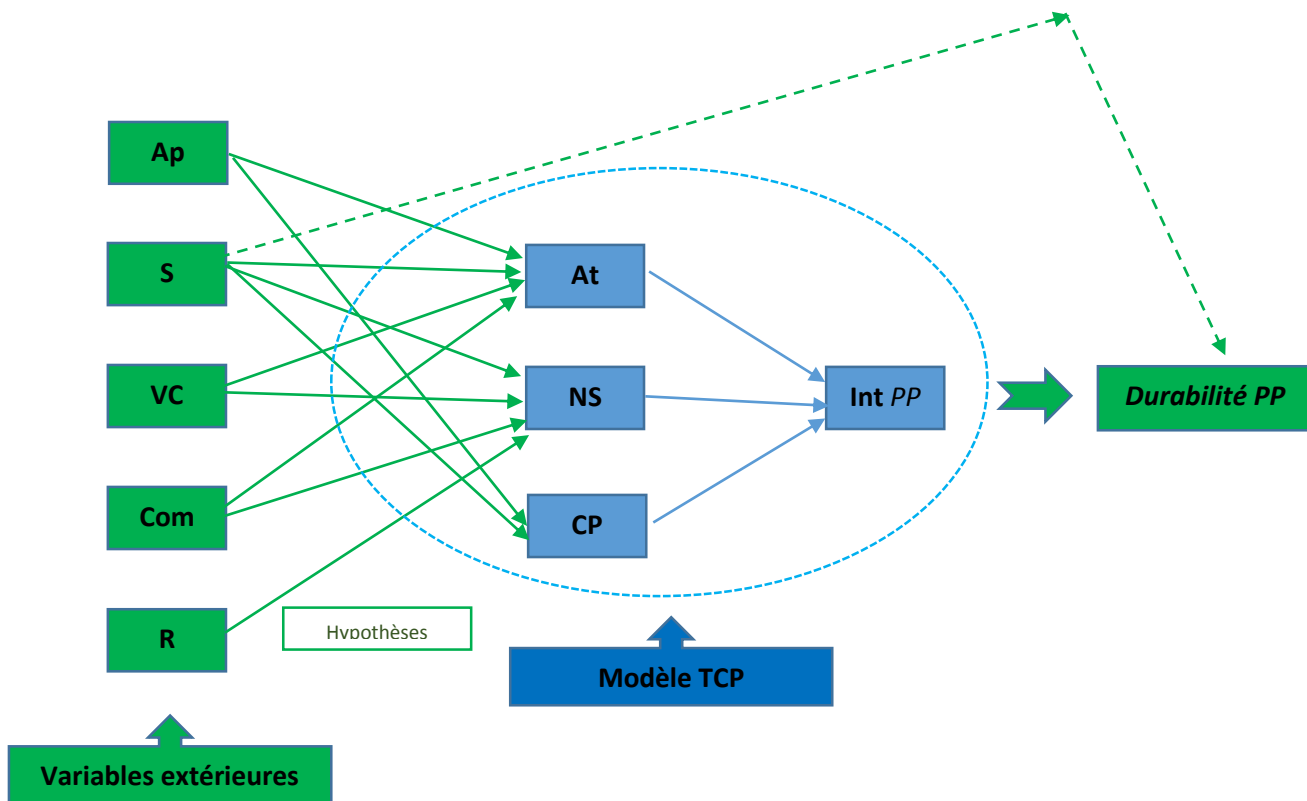 Ap
S
At
VC
NS
Int PP
Durabilité PP
Com
CP
R
Hypothèses
Modèle TCP
Variables extérieures